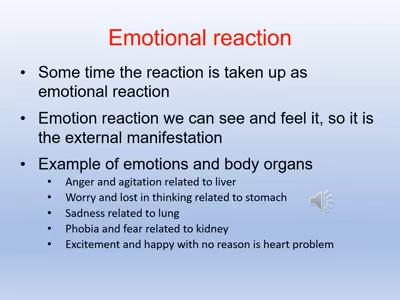 Emotional reaction
• Some time the reaction is taken up as
emotional reaction
• Emotion reaction we can see and feel it, so it is
the external manifestation
• Example of emotions and body organs
• Anger and agitation related to liver
• Worry and lost in thinking related to stomach
• Sadness related to lung
• Phobia and fear related to kidney
• Excitement and happy with no reason is heart problem